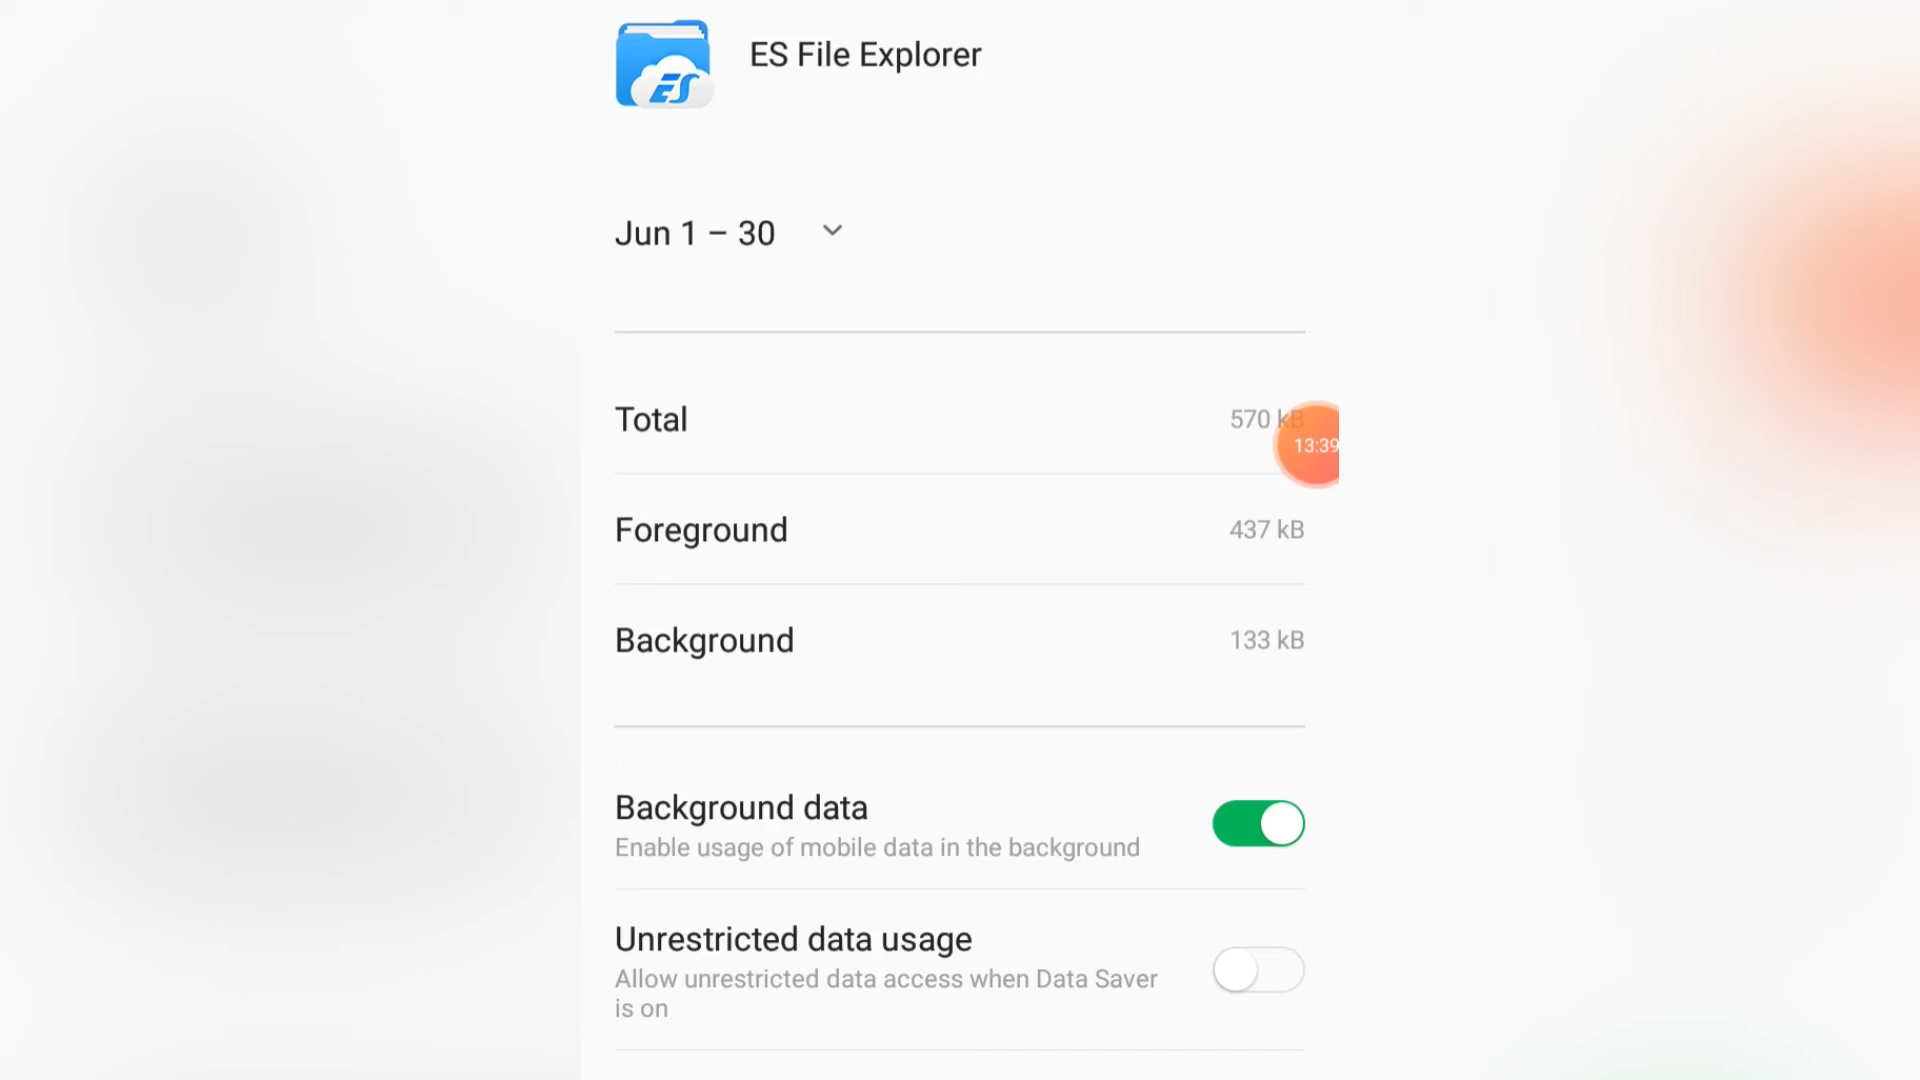 ES
ES File Explorer
Jun 1 – 30
Total
570 kB
13:39
Foreground
437 kB
Background
133 kB
Background data
Enable usage of mobile data in the background
Unrestricted data usage
Allow unrestricted data access when Data Saver
is on